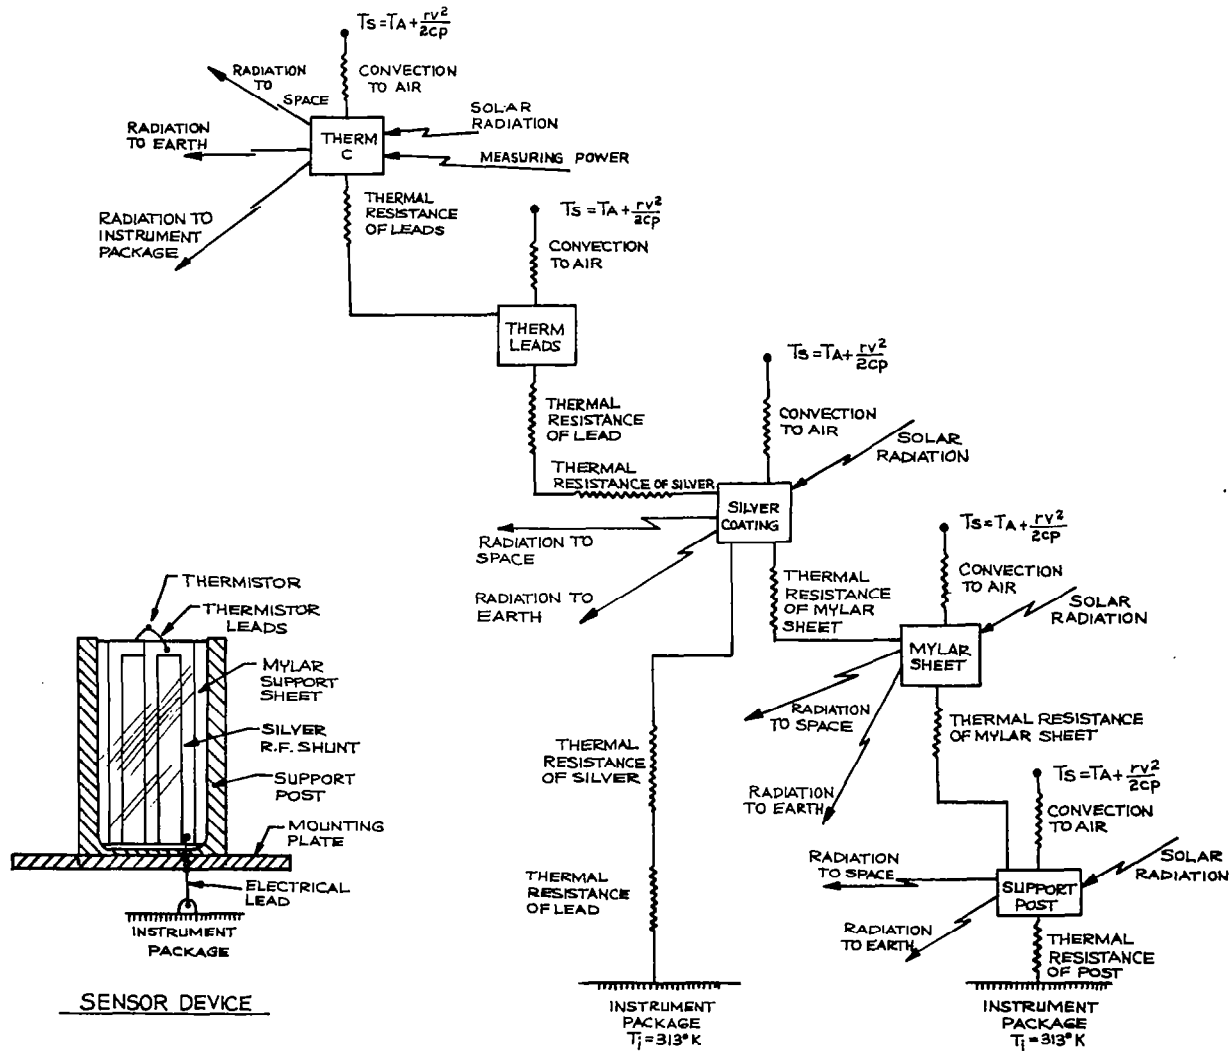 TS=TA+rv²/2cp
RADIATION
TO
SPACE
CONVECTION
TO AIR
SOLAR
RADIATION
RADIATION
TO EARTH
THERM
C
MEASURING POWER
THERMAL
RESISTANCE
OF LEADS
RADIATION TO
INSTRUMENT
PACKAGE
TS=TA+rv²/2cp
CONVECTION
TO AIR
THERM
LEADS
TS=TA+rv²/2cp
THERMAL
RESISTANCE
OF LEAD
CONVECTION
TO AIR
SOLAR
RADIATION
THERMAL
RESISTANCE OF SILVER
SILVER
COATING
RADIATION TO
SPACE
RADIATION TO
EARTH
THERMAL
RESISTANCE
OF MYLAR
SHEET
TS=TA+rv²/2cp
CONVECTION
TO AIR
SOLAR
RADIATION
MYLAR
SHEET
RADIATION
TO SPACE
THERMAL RESISTANCE
OF MYLAR SHEET
THERMAL
RESISTANCE
OF SILVER
RADIATION
TO EARTH
TS=TA+rv²/2cp
CONVECTION
TO AIR
RADIATION
TO SPACE
SOLAR
RADIATION
SUPPORT
POST
THERMAL
RESISTANCE
OF LEAD
RADIATION
TO EARTH
THERMAL
RESISTANCE
OF POST
INSTRUMENT
PACKAGE
Ti=313°K
INSTRUMENT
PACKAGE
Ti=313°K
THERMISTOR
THERMISTOR
LEADS
MYLAR
SUPPORT
SHEET
SILVER
R.F. SHUNT
SUPPORT
POST
MOUNTING
PLATE
ELECTRICAL
LEAD
INSTRUMENT
PACKAGE
SENSOR DEVICE